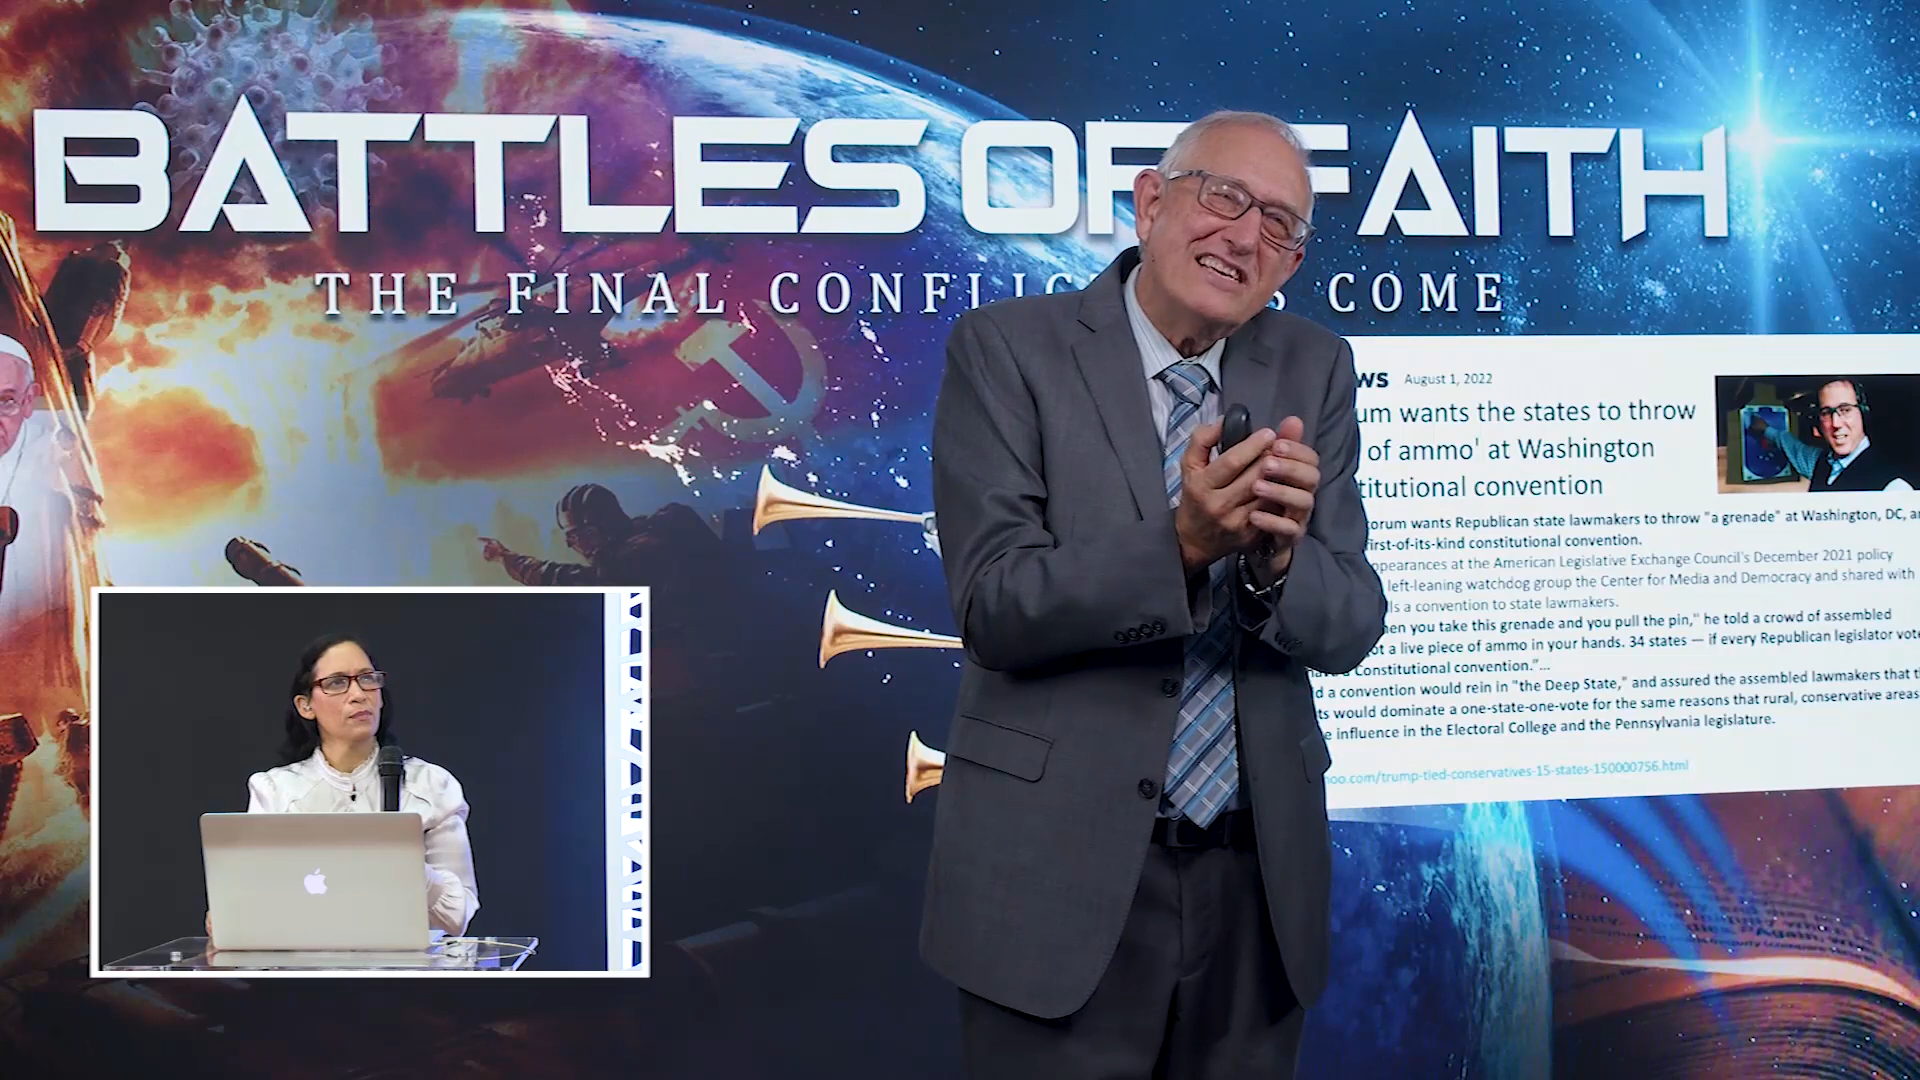 BATTLES OF FAITH
THE FINAL CONFLIC S COME
WS August 1, 2022
um wants the states to throw
of ammo' at Washington
titutional convention
orum wants Republican state lawmakers to throw "a grenade" at Washington, DC, a
first-of-its-kind constitutional convention.
ppearances at the American Legislative Exchange Council's December 2021 policy
left-leaning watchdog group the Center for Media and Democracy and shared with
ls a convention to state lawmakers.
hen you take this grenade and you pull the pin," he told a crowd of assembled
ot a live piece of ammo in your hands. 34 states — if every Republican legislator vote
Constitutional convention."...
d a convention would rein in "the Deep State," and assured the assembled lawmakers that t
ts would dominate a one-state-one-vote for the same reasons that rural, conservative areas
e influence in the Electoral College and the Pennsylvania legislature.
hoo.com/trump-tied-conservatives-15-states-150000756.html